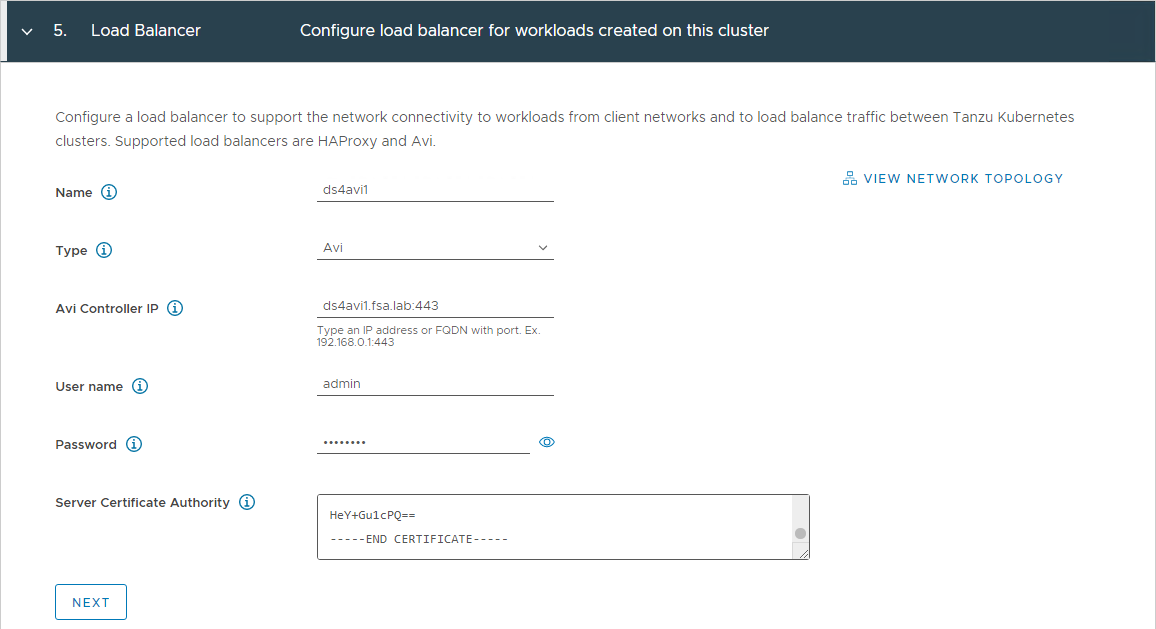 5. Load Balancer Configure load balancer for workloads created on this cluster
Configure a load balancer to support the network connectivity to workloads from client networks and to load balance traffic between Tanzu Kubernetes
clusters. Supported load balancers are HAProxy and Avi.
VIEW NETWORK TOPOLOGY
Name ds4avi1
Type Avi
Avi Controller IP ds4avi1.fsa.lab:443
Type an IP address or FQDN with port. Ex.
192.168.0.1:443
User name admin
Password ••••••••
Server Certificate Authority
HeY+Gu1cPQ==
-----END CERTIFICATE-----
NEXT